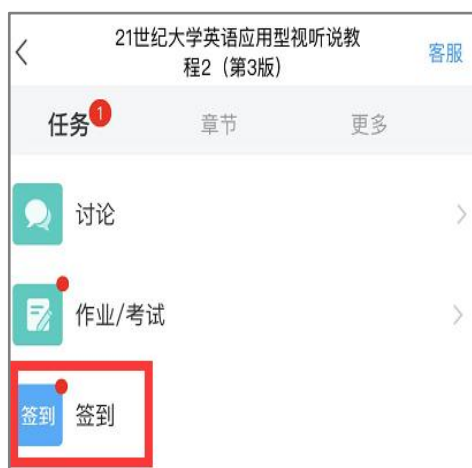 21世纪大学英语应用型视听说教
程2（第3版）
客服
任务 1
章节
更多
讨论
作业/考试
签到 签到